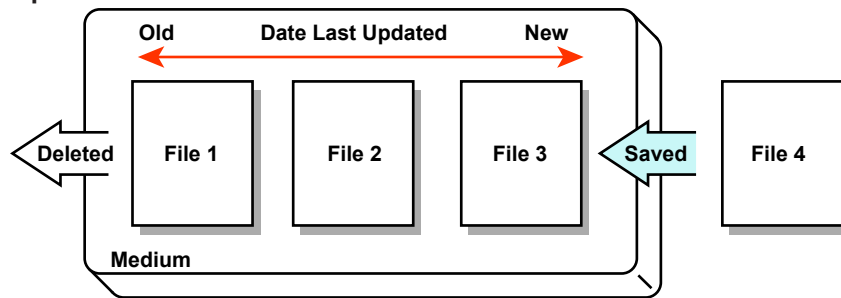 Old Date Last Updated New
Deleted File 1 File 2 File 3 Saved File 4
Medium